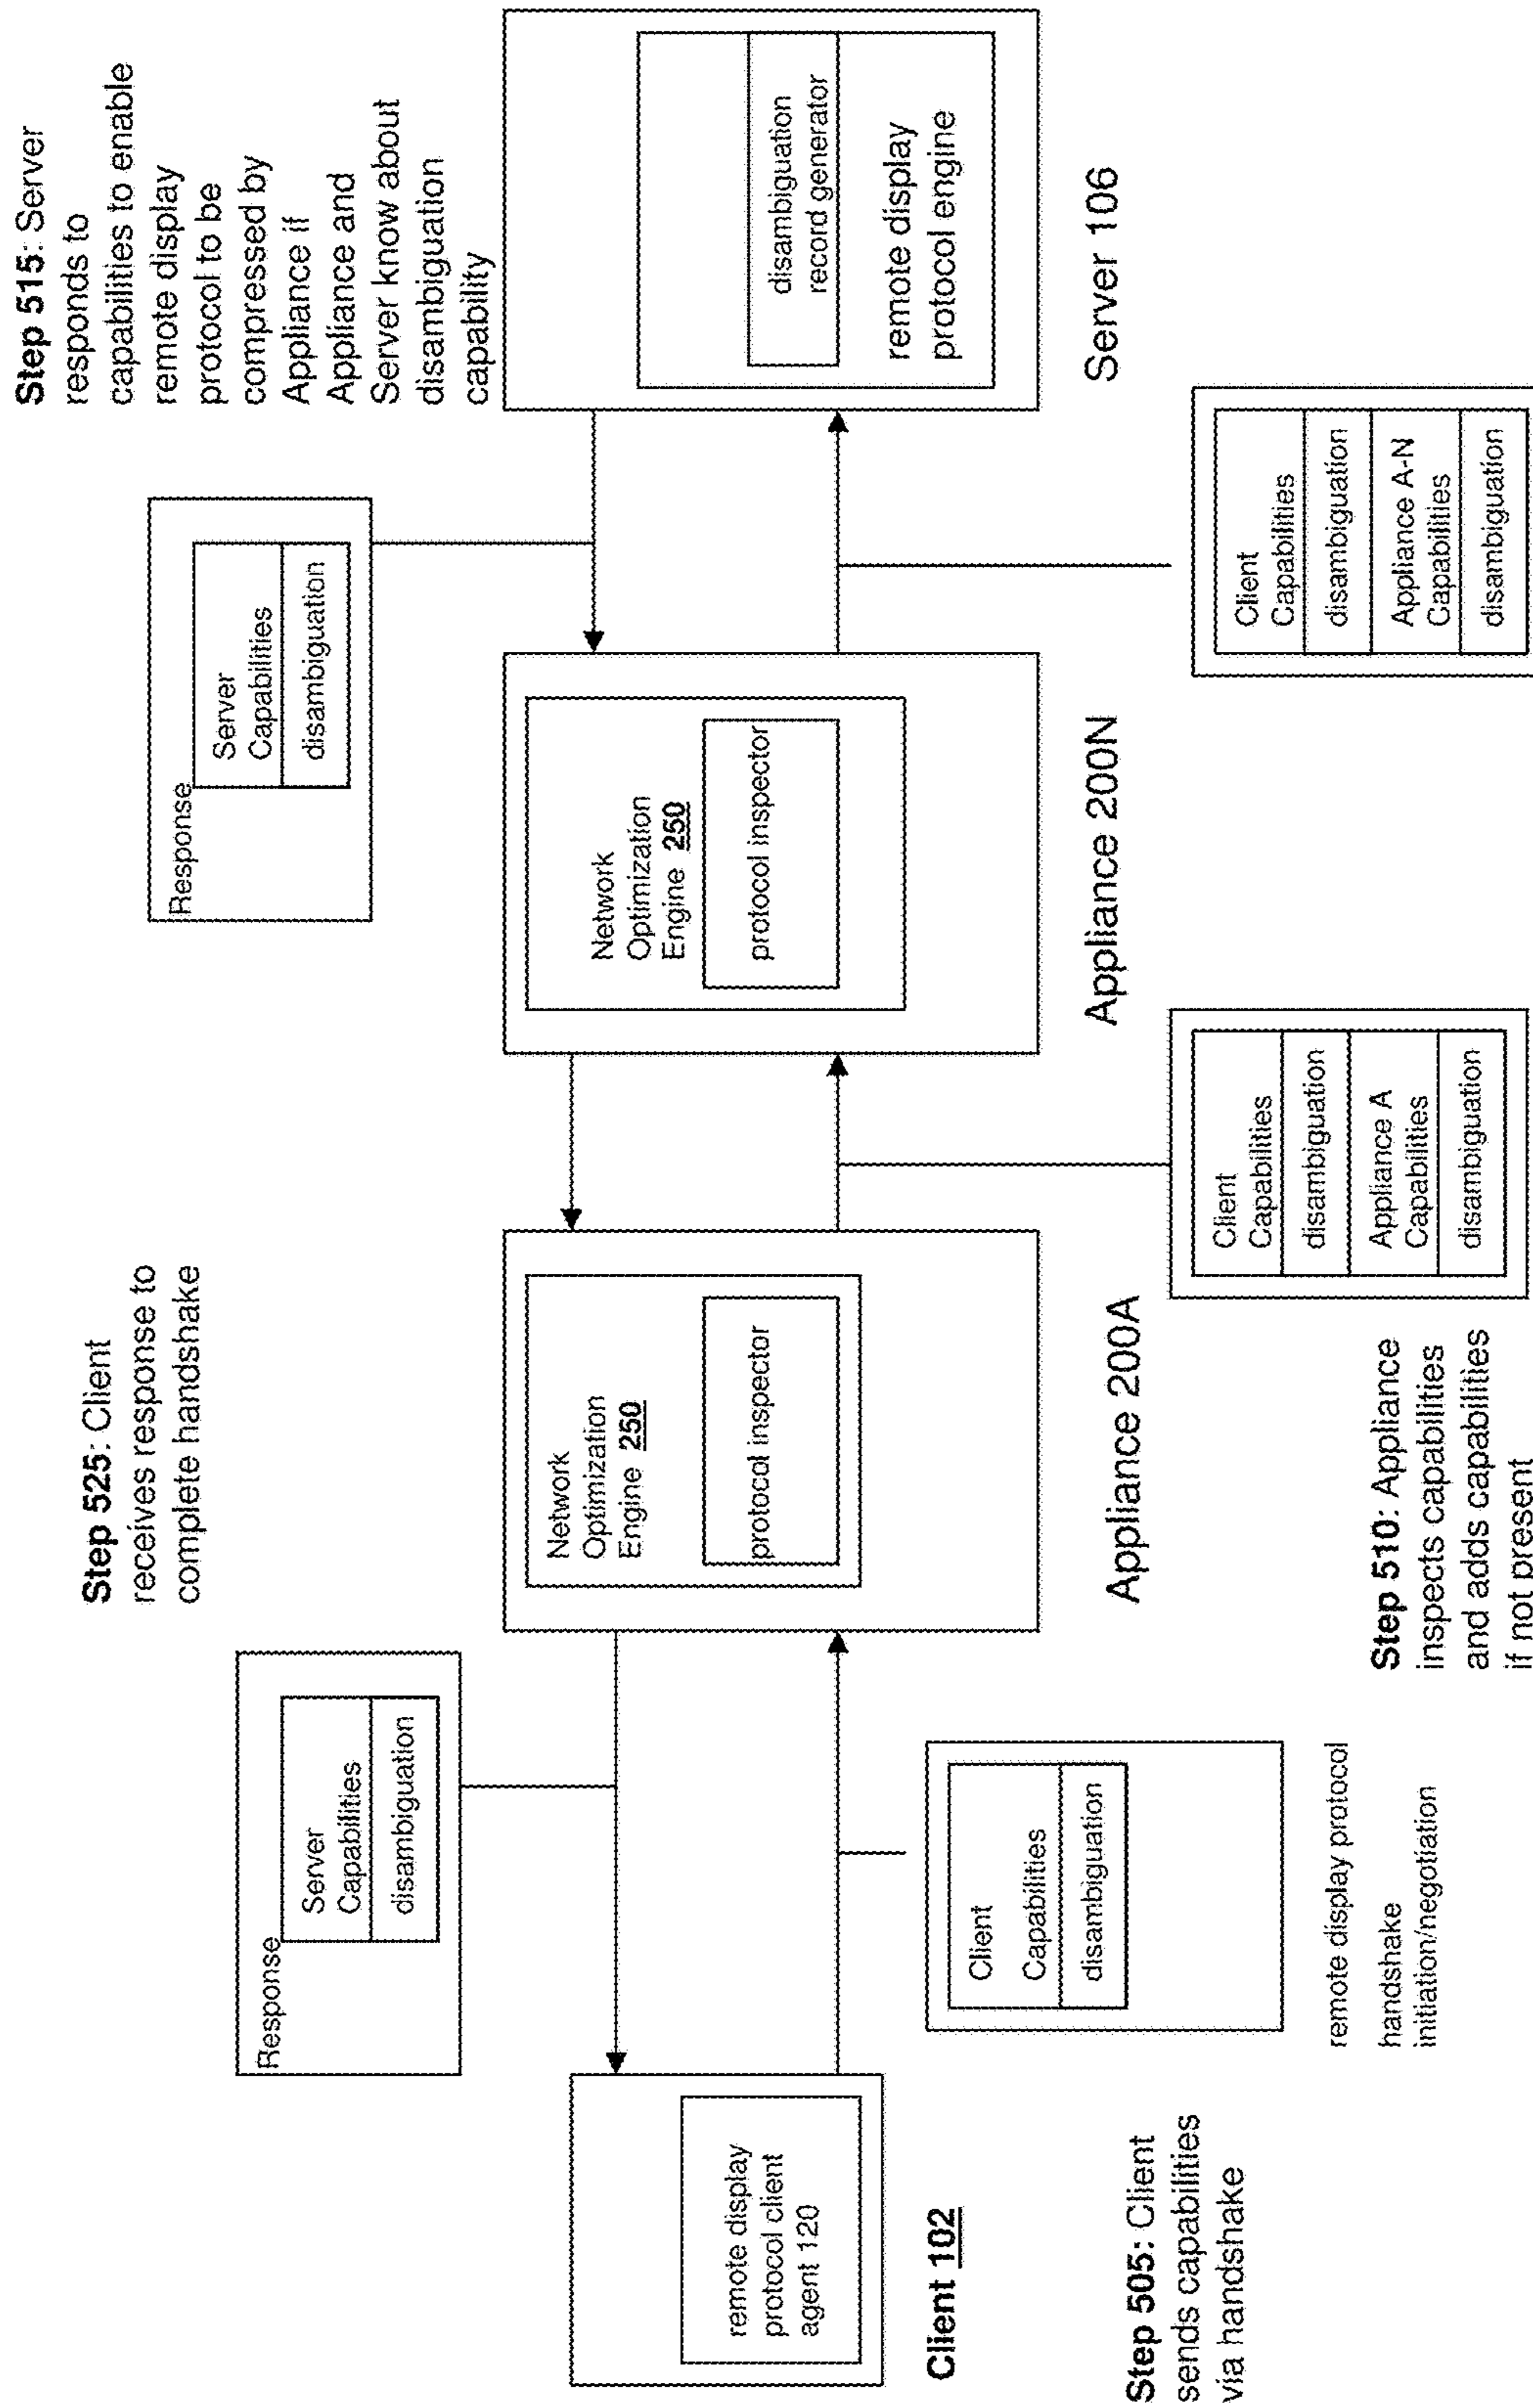 Step 515: Server
responds to
capabilities to enable
remote display
protocol to be
compressed by
Appliance if
Appliance and
Server know about
disambiguation
capability
Step 525: Client
receives response to
complete handshake
Response
Server
Capabilities
disambiguation
Response
Server
Capabilities
disambiguation
remote display
protocol client
agent 120
Client 102
Network
Optimization
Engine 250
protocol inspector
Appliance 200A
Network
Optimization
Engine 250
protocol inspector
Appliance 200N
disambiguation
record generator
remote display
protocol engine
Server 106
Client
Capabilities
disambiguation
remote display protocol
handshake
initiation/negotiation
Client
Capabilities
disambiguation
Appliance A
Capabilities
disambiguation
Client
Capabilities
disambiguation
Appliance A-N
Capabilities
disambiguation
Step 505: Client
sends capabilities
via handshake
Step 510: Appliance
inspects capabilities
and adds capabilities
if not present